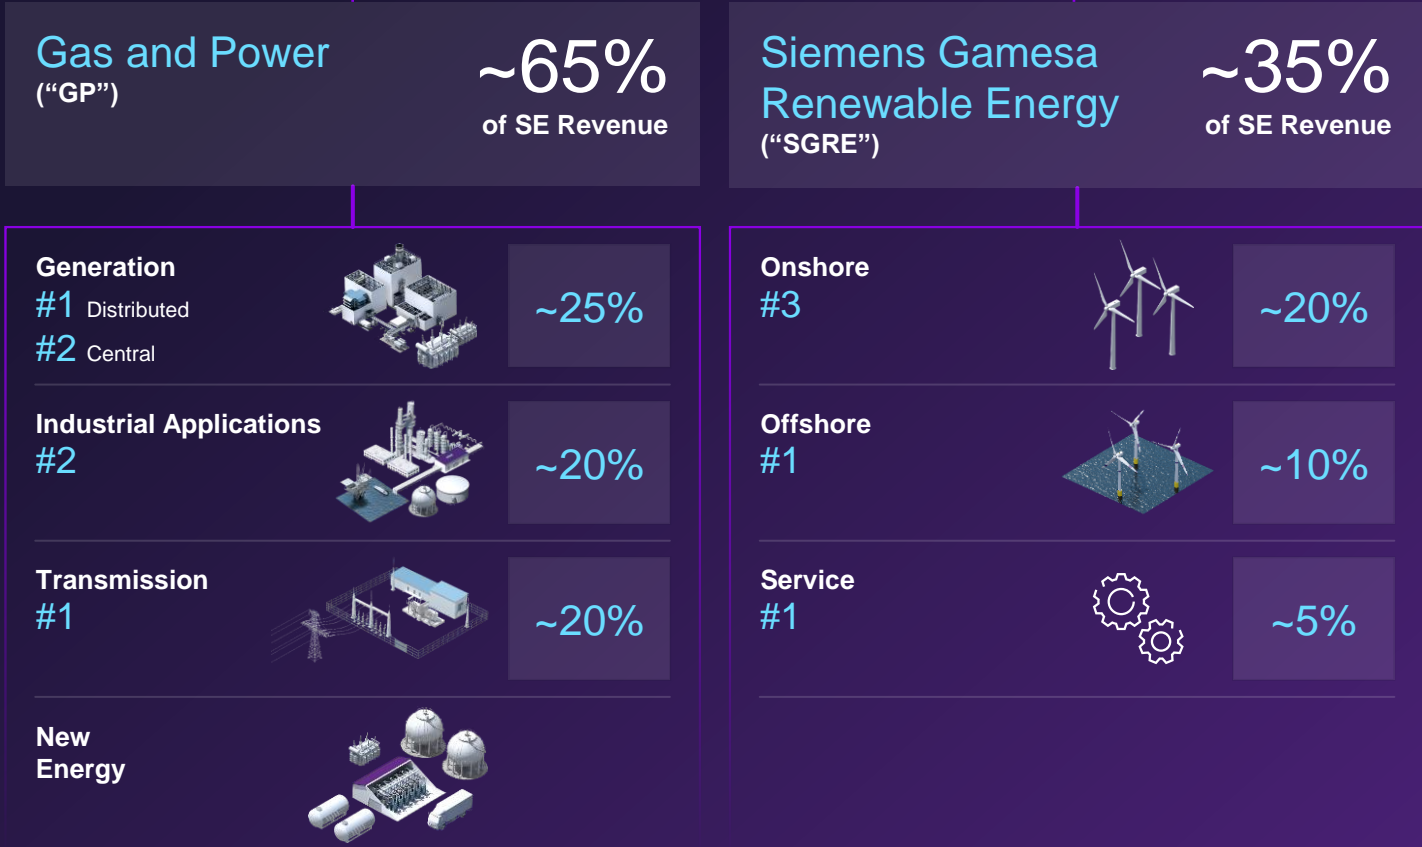 Gas and Power
(“GP”)
~65%
of SE Revenue
Generation
#1 Distributed
#2 Central
~25%
Industrial Applications
#2
~20%
Transmission
#1
~20%
New
Energy
Siemens Gamesa
Renewable Energy
(“SGRE”)
~35%
of SE Revenue
Onshore
#3
~20%
Offshore
#1
~10%
Service
#1
~5%